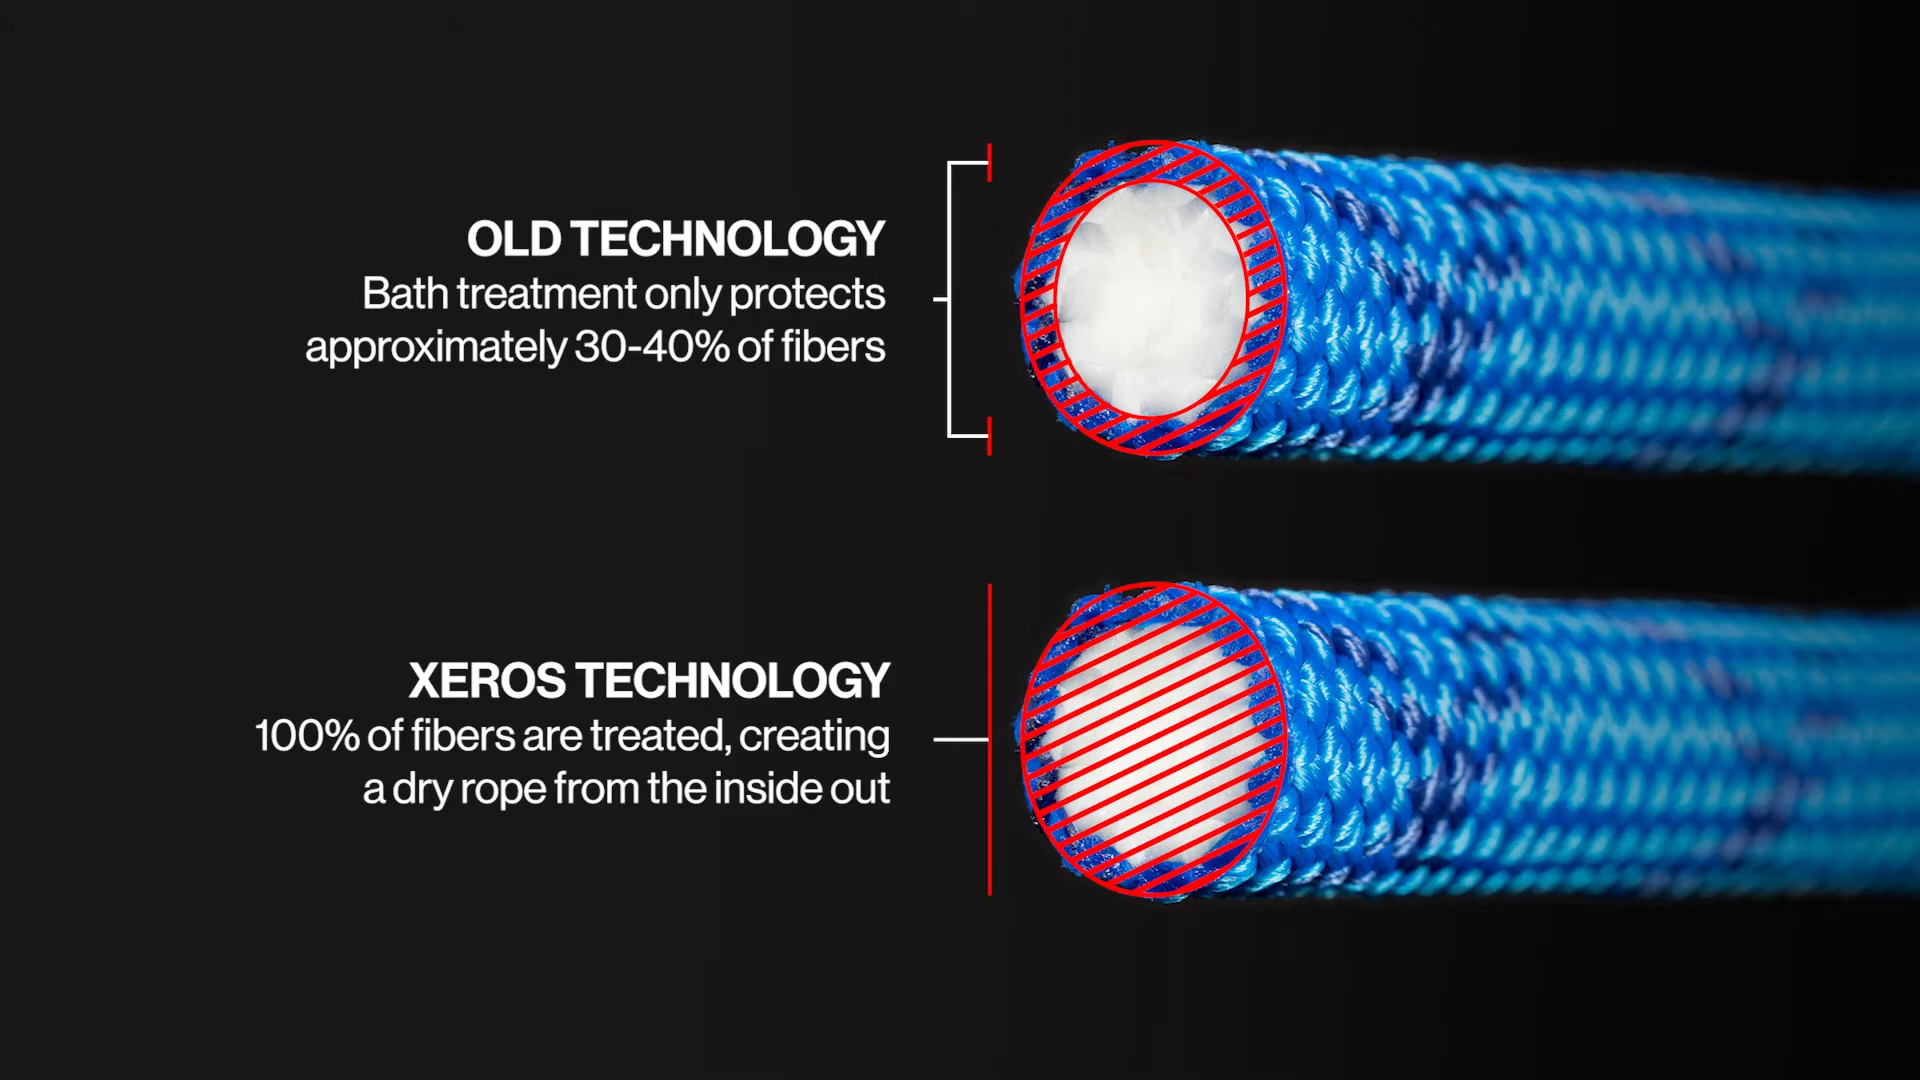 OLD TECHNOLOGY
Bath treatment only protects
approximately 30-40% of fibers
XEROS TECHNOLOGY
100% of fibers are treated, creating
a dry rope from the inside out